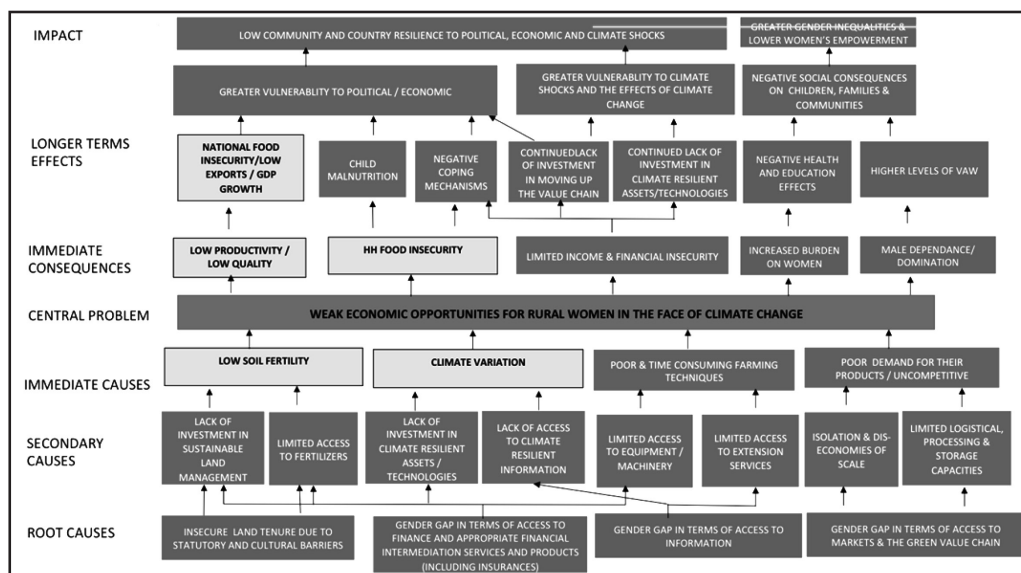 IMPACT
LOW COMMUNITY AND COUNTRY RESILIENCE TO POLITICAL, ECONOMIC AND CLIMATE SHOCKS
GREATER GENDER INEQUALITIES &
LOWER WOMEN'S EMPOWERMENT
GREATER VULNERABLITY TO POLITICAL / ECONOMIC
GREATER VULNERABLITY TO CLIMATE
SHOCKS AND THE EFFECTS OF CLIMATE
CHANGE
NEGATIVE SOCIAL CONSEQUENCES
ON CHILDREN, FAMILIES &
COMMUNITIES
LONGER TERMS
EFFECTS
NATIONAL FOOD
INSECURITY/LOW
EXPORTS / GDP
GROWTH
CHILD
MALNUTRITION
NEGATIVE
COPING
MECHANISMS
CONTINUEDLACK
OF INVESTMENT
IN MOVING UP
THE VALUE CHAIN
CONTINUED LACK OF
INVESTMENT IN
CLIMATE RESILIENT
ASSETS/TECHNOLOGIES
NEGATIVE HEALTH
AND EDUCATION
EFFECTS
HIGHER LEVELS OF VAW
IMMEDIATE
CONSEQUENCES
LOW PRODUCTIVITY /
LOW QUALITY
HH FOOD INSECURITY
LIMITED INCOME & FINANCIAL INSECURITY
INCREASED BURDEN
ON WOMEN
MALE DEPENDANCE/
DOMINATION
CENTRAL PROBLEM
WEAK ECONOMIC OPPORTUNITIES FOR RURAL WOMEN IN THE FACE OF CLIMATE CHANGE
IMMEDIATE CAUSES
LOW SOIL FERTILITY
CLIMATE VARIATION
POOR & TIME CONSUMING FARMING
TECHNIQUES
POOR DEMAND FOR THEIR
PRODUCTS / UNCOMPETITIVE
SECONDARY
CAUSES
LACK OF
INVESTMENT IN
SUSTAINABLE
LAND
MANAGEMENT
LIMITED ACCESS
TO FERTILIZERS
LACK OF
INVESTMENT IN
CLIMATE RESILIENT
ASSETS /
TECHNOLOGIES
LACK OF ACCESS
TO CLIMATE
RESILIENT
INFORMATION
LIMITED ACCESS
TO EQUIPMENT /
MACHINERY
LIMITED ACCESS
TO EXTENSION
SERVICES
ISOLATION & DIS-
ECONOMIES OF
SCALE
LIMITED LOGISTICAL,
PROCESSING &
STORAGE
CAPACITIES
ROOT CAUSES
INSECURE LAND TENURE DUE TO
STATUTORY AND CULTURAL BARRIERS
GENDER GAP IN TERMS OF ACCESS TO
FINANCE AND APPROPRIATE FINANCIAL
INTERMEDIATION SERVICES AND PRODUCTS
(INCLUDING INSURANCES)
GENDER GAP IN TERMS OF ACCESS TO
INFORMATION
GENDER GAP IN TERMS OF ACCESS TO
MARKETS & THE GREEN VALUE CHAIN